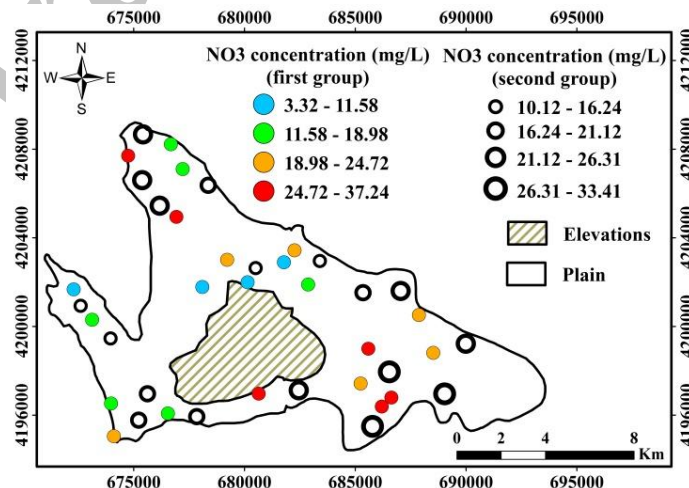 675000 680000 685000 690000 695000
NO3 concentration (mg/L)
(first group)
3.32 - 11.58
11.58 - 18.98
18.98 - 24.72
24.72 - 37.24
NO3 concentration (mg/L)
(second group)
10.12 - 16.24
16.24 - 21.12
21.12 - 26.31
26.31 - 33.41
Elevations
Plain
N
W E
S
4212000
4208000
4204000
4200000
4196000
4212000
4208000
4204000
4200000
4196000
0 2 4 8
Km
675000 680000 685000 690000 695000